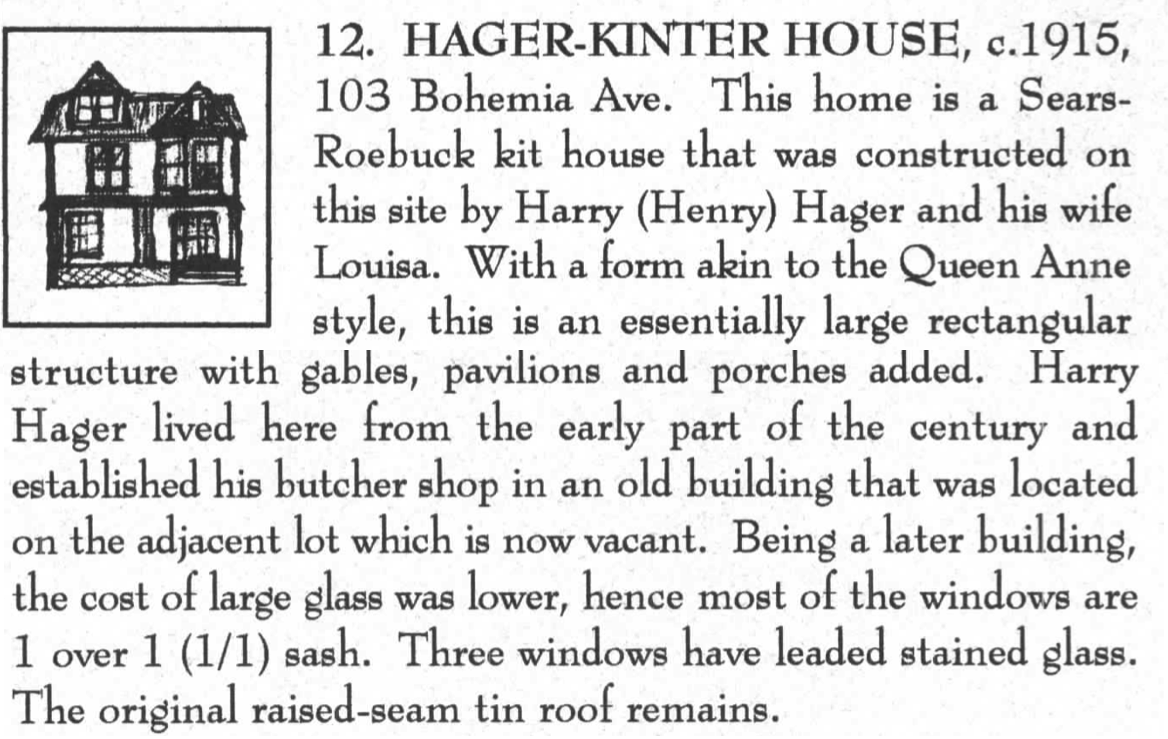 12. HAGER-KINTER HOUSE, c.1915,
103 Bohemia Ave. This home is a Sears-
Roebuck kit house that was constructed on
this site by Harry (Henry) Hager and his wife
Louisa. With a form akin to the Queen Anne
style, this is an essentially large rectangular
structure with gables, pavilions and porches added. Harry
Hager lived here from the early part of the century and
established his butcher shop in an old building that was located
on the adjacent lot which is now vacant. Being a later building,
the cost of large glass was lower, hence most of the windows are
1 over 1 (1/1) sash. Three windows have leaded stained glass.
The original raised-seam tin roof remains.